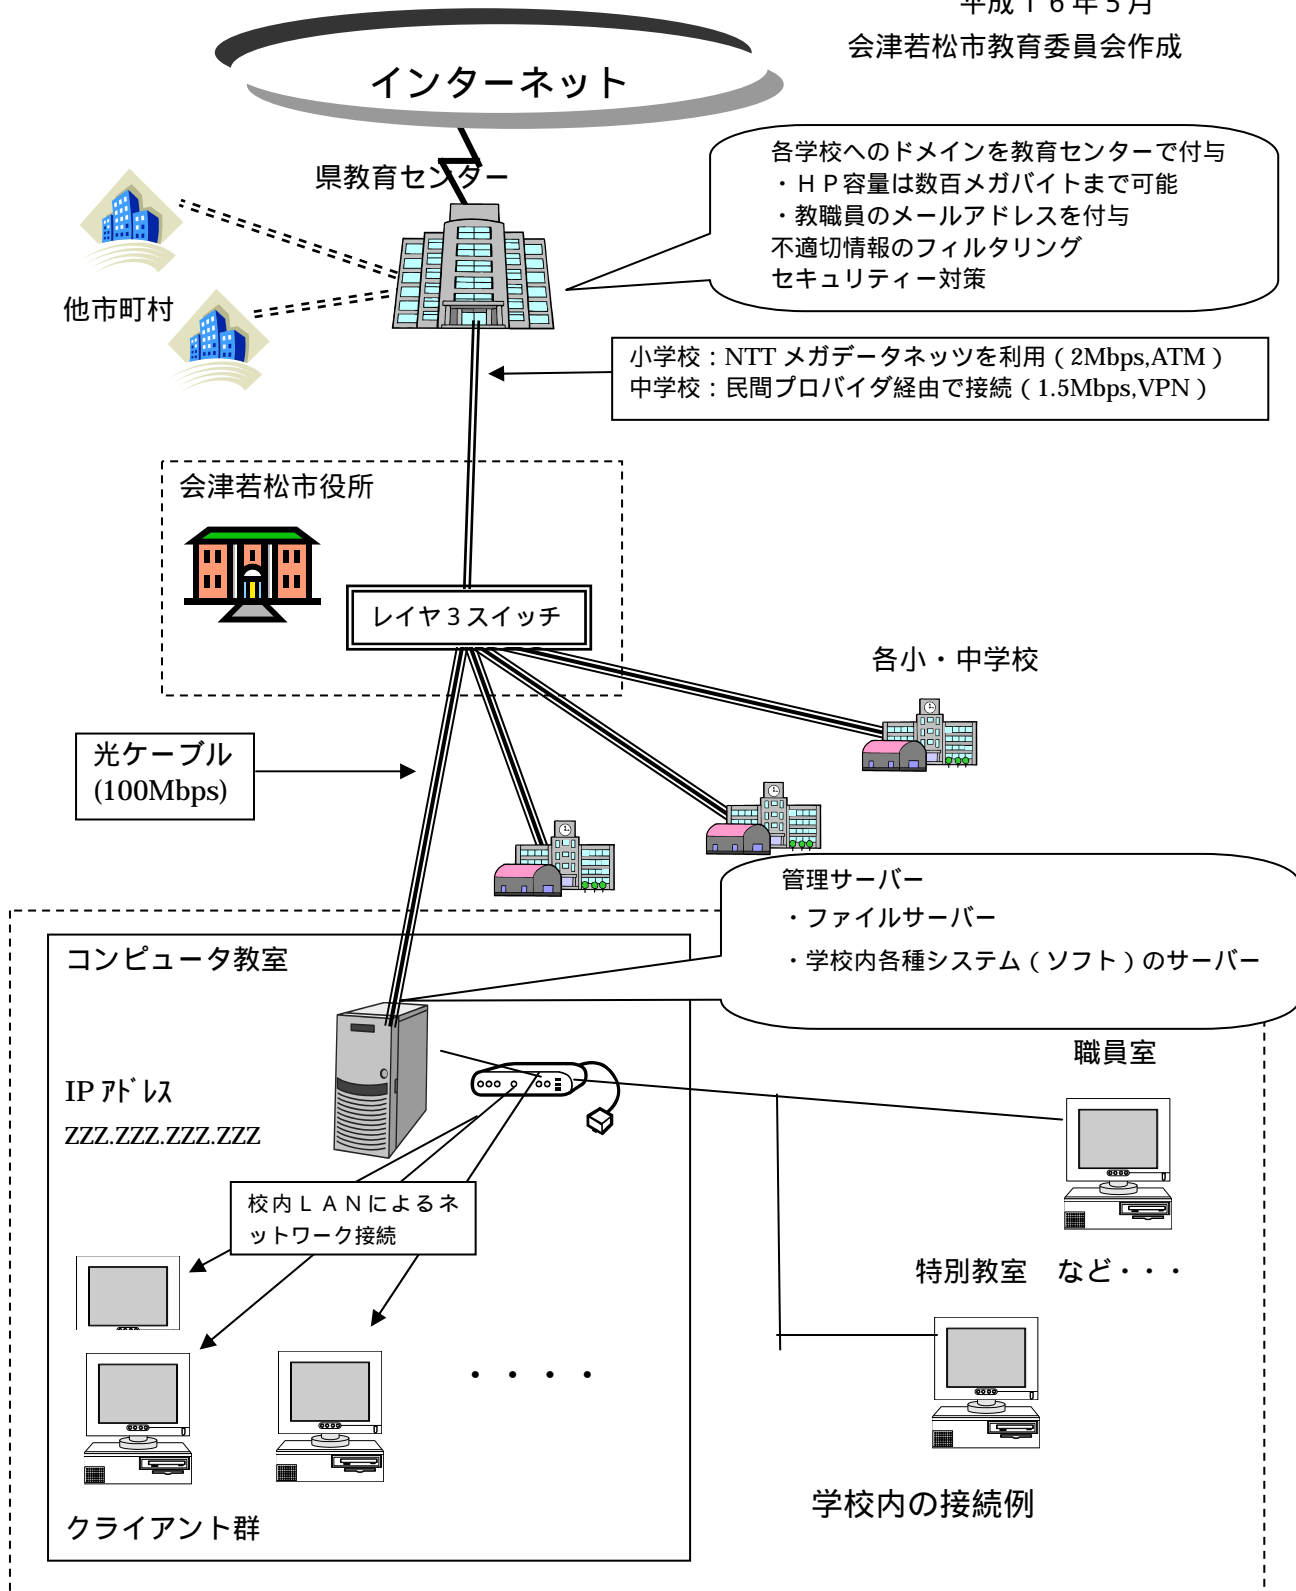 平成１６年５月
会津若松市教育委員会作成
インターネット
県教育センター
各学校へのドメインを教育センターで付与
・ＨＰ容量は数百メガバイトまで可能
・教職員のメールアドレスを付与
不適切情報のフィルタリング
セキュリティー対策
他市町村
小学校：NTT メガデータネッツを利用（2Mbps,ATM）
中学校：民間プロバイダ経由で接続（1.5Mbps,VPN）
会津若松市役所
レイヤ３スイッチ
各小・中学校
光ケーブル
(100Mbps)
管理サーバー
・ファイルサーバー
・学校内各種システム（ソフト）のサーバー
コンピュータ教室
職員室
IP ｱﾄﾞﾚｽ
ZZZ.ZZZ.ZZZ.ZZZ
校内ＬＡＮによるネ
ットワーク接続
特別教室　など・・・
・・・・
学校内の接続例
クライアント群